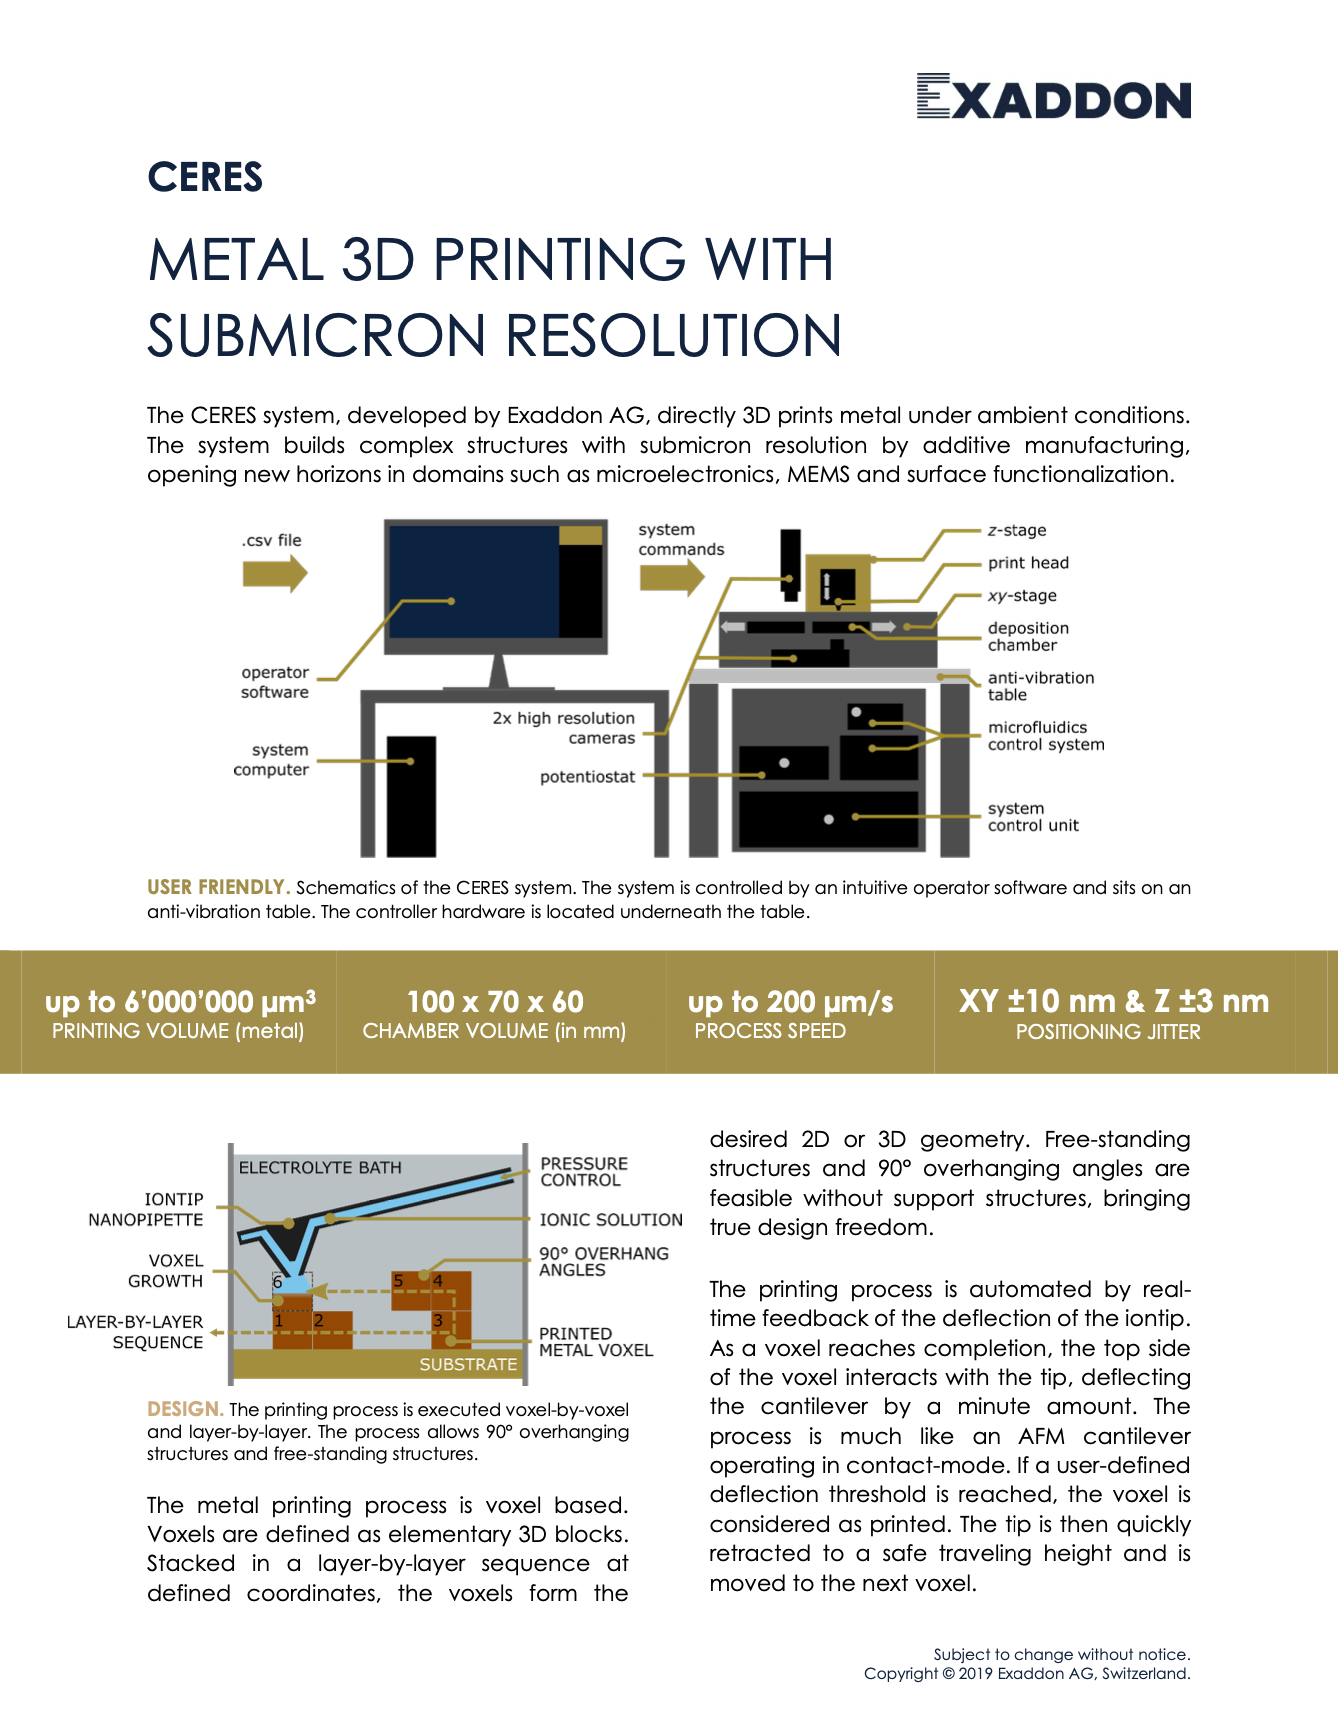 EXADDON
CERES
METAL 3D PRINTING WITH
SUBMICRON RESOLUTION
The CERES system, developed by Exaddon AG, directly 3D prints metal under ambient conditions.
The system builds complex structures with submicron resolution by additive manufacturing,
opening new horizons in domains such as microelectronics, MEMS and surface functionalization.
.csv file
system
commands
operator
software
system
computer
2x high resolution
cameras
potentiostat
z-stage
print head
xy-stage
deposition
chamber
anti-vibration
table
microfluidics
control system
system
control unit
USER FRIENDLY. Schematics of the CERES system. The system is controlled by an intuitive operator software and sits on an
anti-vibration table. The controller hardware is located underneath the table.
up to 6'000'000 µm³
PRINTING VOLUME (metal)
100 x 70 x 60
CHAMBER VOLUME (in mm)
up to 200 µm/s
PROCESS SPEED
XY ±10 nm & Z ±3 nm
POSITIONING JITTER
ELECTROLYTE BATH
IONTIP
NANOPIPETTE
VOXEL
GROWTH
LAYER-BY-LAYER
SEQUENCE
PRESSURE
CONTROL
IONIC SOLUTION
90° OVERHANG
ANGLES
PRINTED
METAL VOXEL
6
5
4
1
2
3
SUBSTRATE
DESIGN. The printing process is executed voxel-by-voxel
and layer-by-layer. The process allows 90° overhanging
structures and free-standing structures.
The metal printing process is voxel based.
Voxels are defined as elementary 3D blocks.
Stacked in a layer-by-layer sequence at
defined coordinates, the voxels form the
desired 2D or 3D geometry. Free-standing
structures and 90° overhanging angles are
feasible without support structures, bringing
true design freedom.
The printing process is automated by real-
time feedback of the deflection of the iontip.
As a voxel reaches completion, the top side
of the voxel interacts with the tip, deflecting
the cantilever by a minute amount. The
process is much like an AFM cantilever
operating in contact-mode. If a user-defined
deflection threshold is reached, the voxel is
considered as printed. The tip is then quickly
retracted to a safe traveling height and is
moved to the next voxel.
Subject to change without notice.
Copyright © 2019 Exaddon AG, Switzerland.